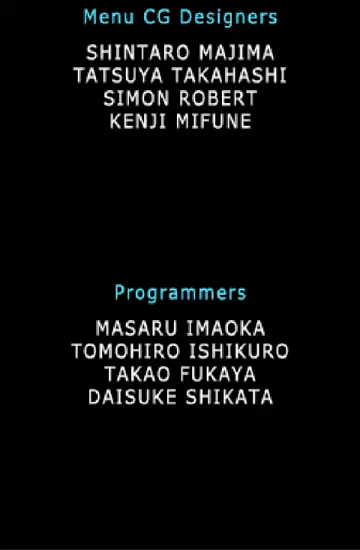 Menu CG Designers
SHINTARO MAJIMA
TATSUYA TAKAHASHI
SIMON ROBERT
KENJI MIFUNE
Programmers
MASARU IMAOKA
TOMOHIRO ISHIKURO
TAKAO FUKAYA
DAISUKE SHIKATA